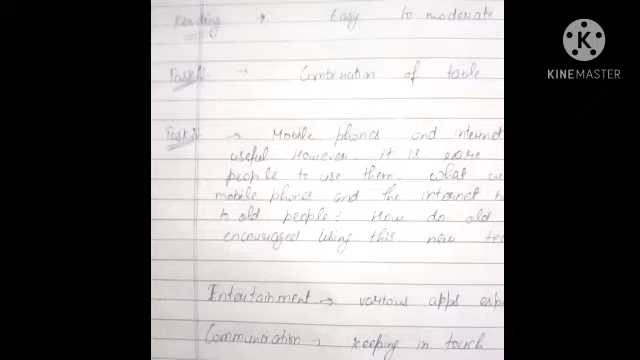 Reading , Easy to moderate
Task 1 → Combination of table
KINEMASTER
Task 2 → Mobile phones and internet
useful However, it is rare
people to use them. What
mobile phones and the internet
to old people? How do old
encouraged using this new
Entertainment → various apps
Communication → keeping in touch